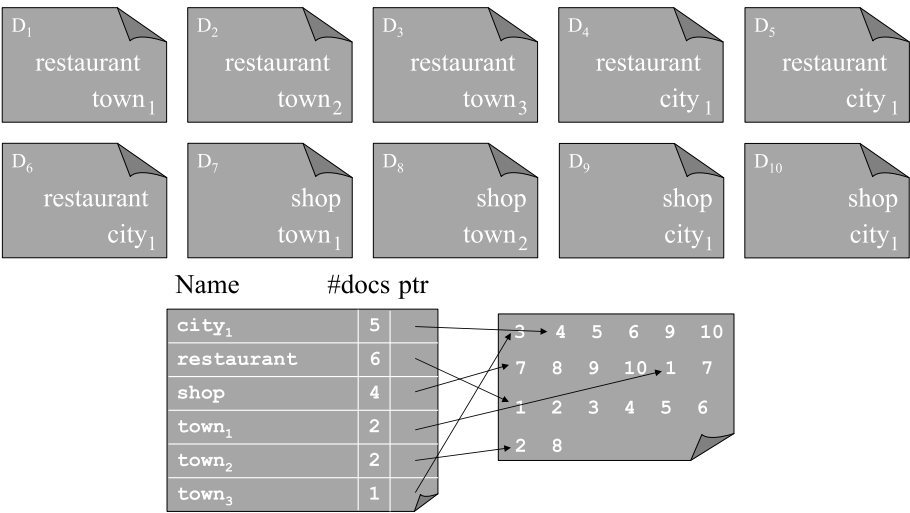 D₁
restaurant
town₁
D₂
restaurant
town₂
D₃
restaurant
town₃
D₄
restaurant
city₁
D₅
restaurant
city₁
D₆
restaurant
city₁
D₇
shop
town₁
D₈
shop
town₂
D₉
shop
city₁
D₁₀
shop
city₁
Name #docs ptr
city₁ 5
restaurant 6
shop 4
town₁ 2
town₂ 2
town₃ 1
3 4 5 6 9 10
7 8 9 10 1 7
1 2 3 4 5 6
2 8